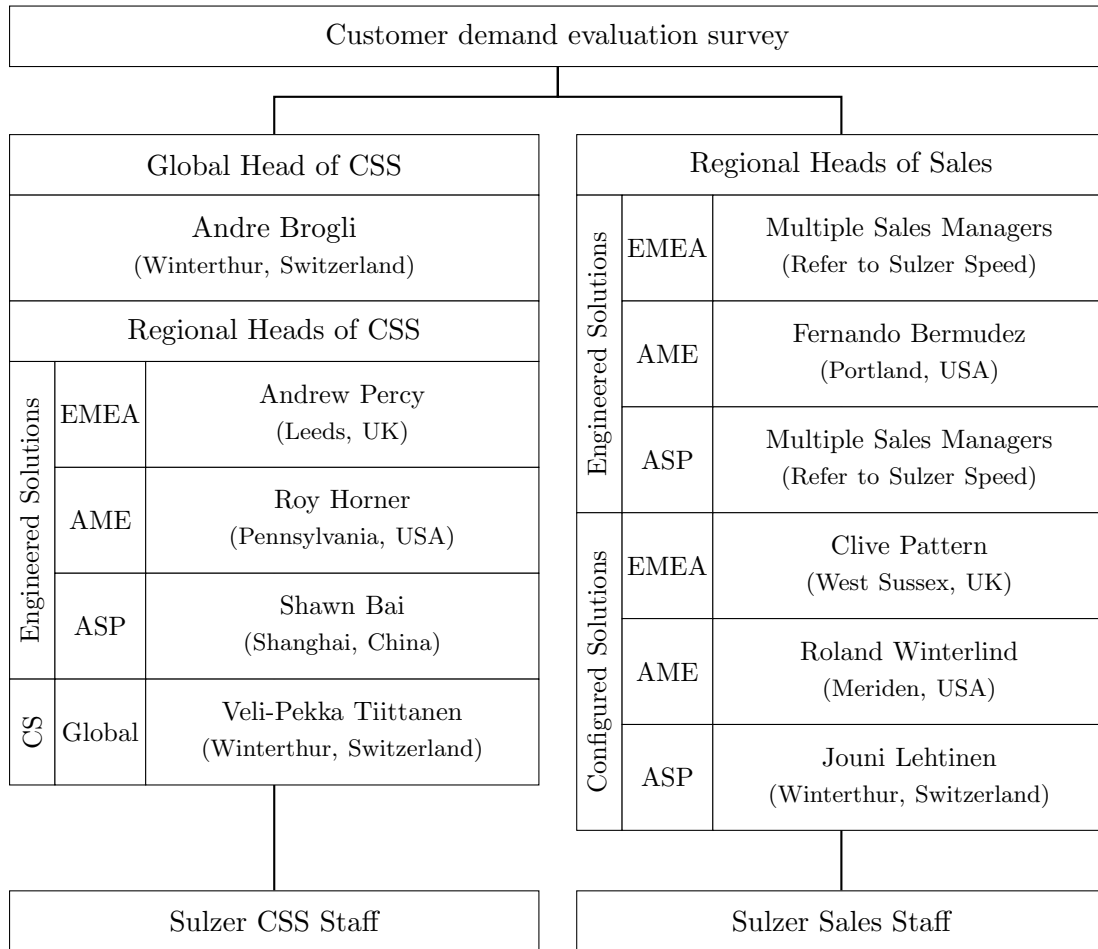 Customer demand evaluation survey
Global Head of CSS
Andre Brogli
(Winterthur, Switzerland)
Regional Heads of CSS
Engineered Solutions
EMEA
Andrew Percy
(Leeds, UK)
AME
Roy Horner
(Pennsylvania, USA)
ASP
Shawn Bai
(Shanghai, China)
CS
Global
Veli-Pekka Tiittanen
(Winterthur, Switzerland)
Sulzer CSS Staff
Regional Heads of Sales
Engineered Solutions
EMEA
Multiple Sales Managers
(Refer to Sulzer Speed)
AME
Fernando Bermudez
(Portland, USA)
ASP
Multiple Sales Managers
(Refer to Sulzer Speed)
Configured Solutions
EMEA
Clive Pattern
(West Sussex, UK)
AME
Roland Winterlind
(Meriden, USA)
ASP
Jouni Lehtinen
(Winterthur, Switzerland)
Sulzer Sales Staff